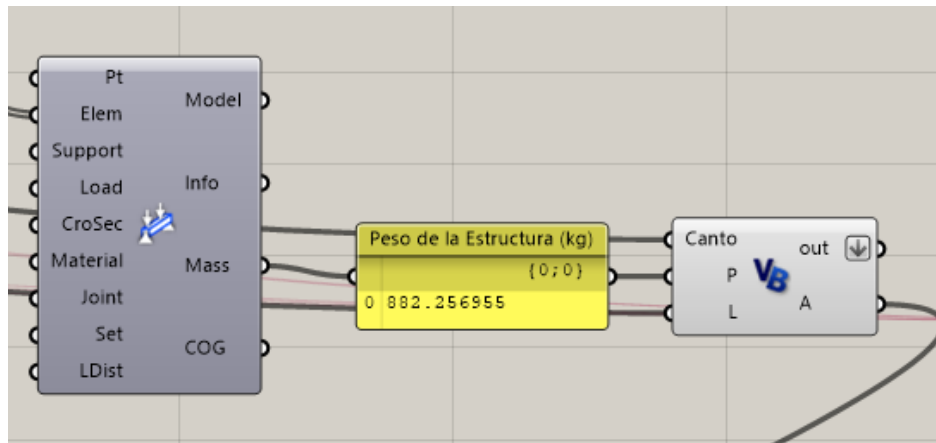 Pt
Elem
Support
Load
CroSec
Material
Joint
Set
LDist
Model
Info
Mass
COG
Peso de la Estructura (kg)
{0;0}
0 882.256955
Canto
P
L
VB
out
A